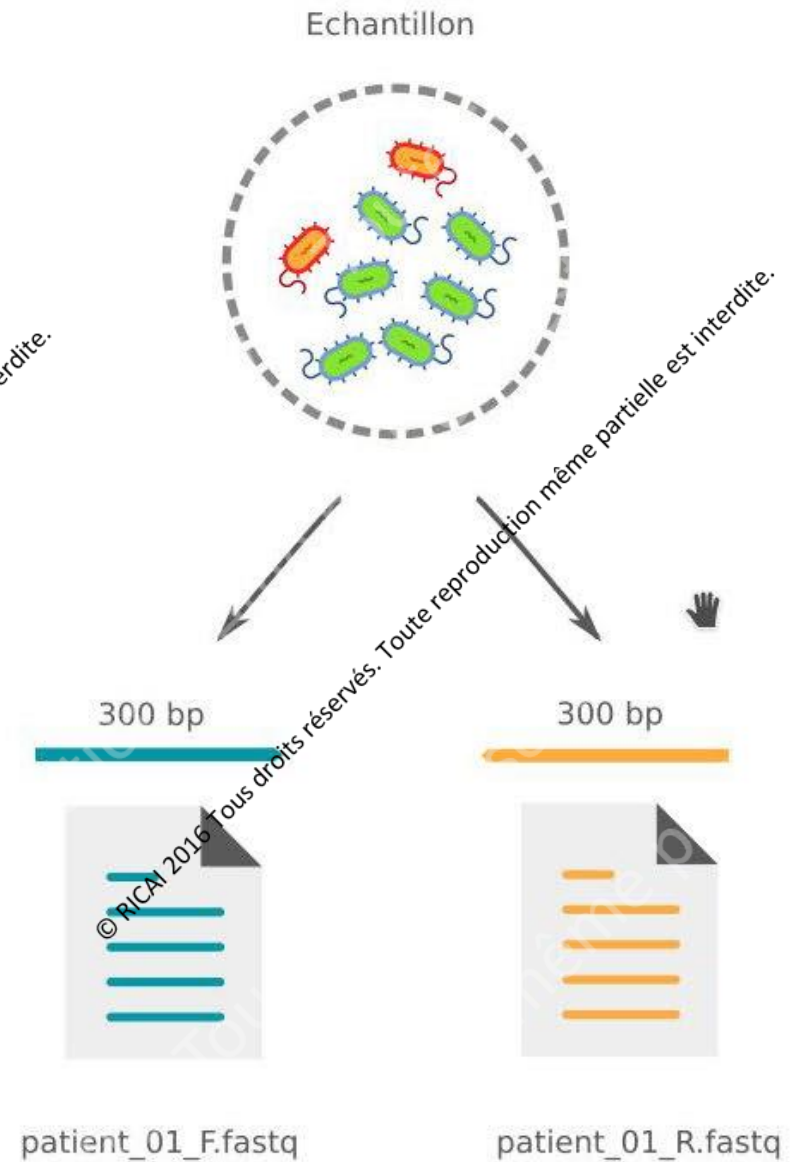 Echantillon
erdite.
© RICAI 2016 Tous droits réservés. Toute reproduction même partielle est interdite.
300 bp
300 bp
patient_01_F.fastq
patient_01_R.fastq